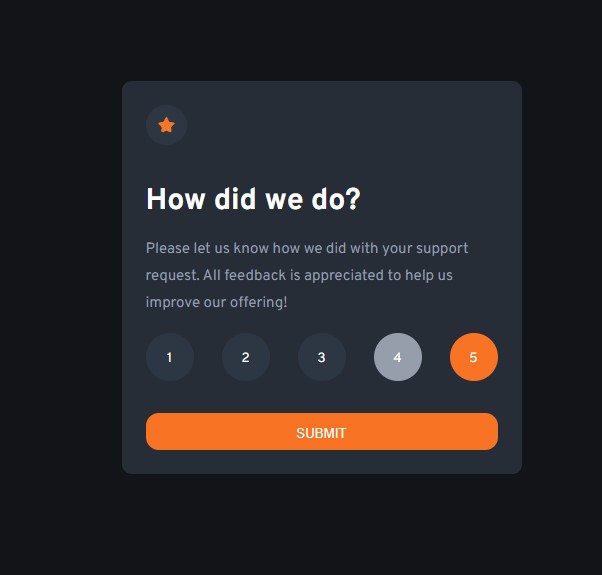 How did we do?
Please let us know how we did with your support
request. All feedback is appreciated to help us
improve our offering!
1 2 3 4 5
SUBMIT